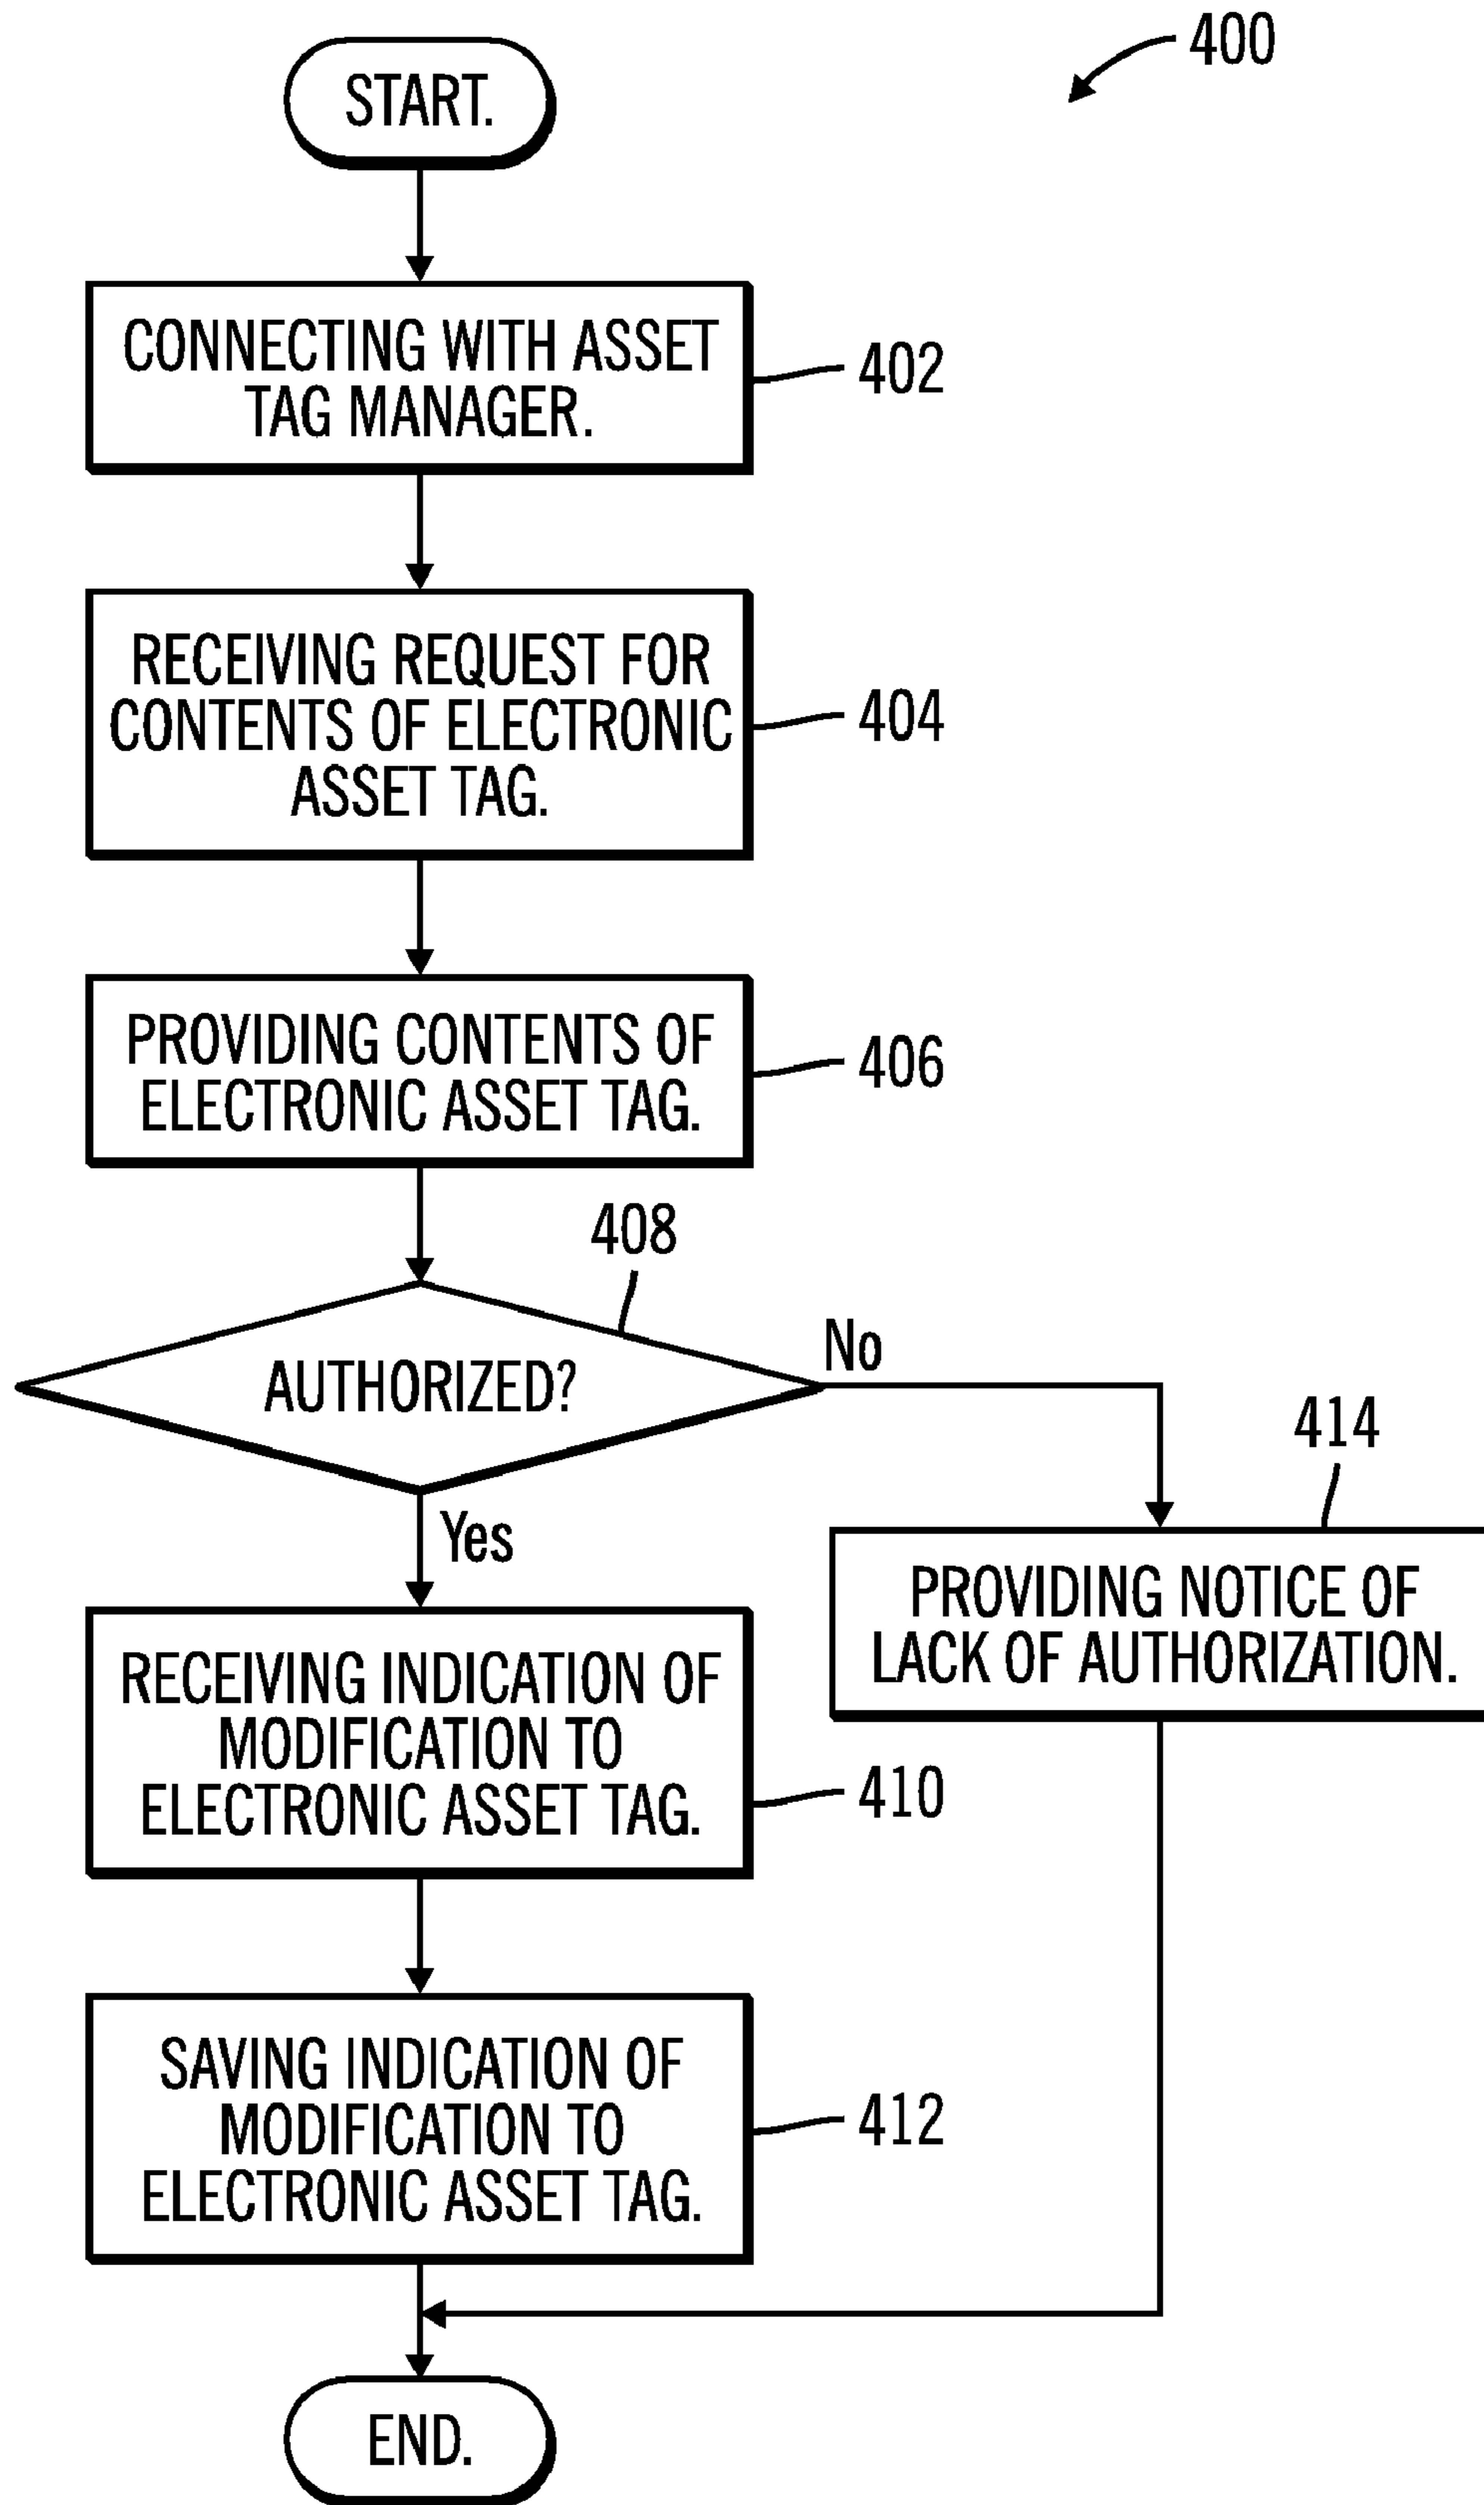 400
START.
CONNECTING WITH ASSET
TAG MANAGER.
402
RECEIVING REQUEST FOR
CONTENTS OF ELECTRONIC
ASSET TAG.
404
PROVIDING CONTENTS OF
ELECTRONIC ASSET TAG.
406
408
AUTHORIZED?
No
Yes
414
PROVIDING NOTICE OF
LACK OF AUTHORIZATION.
RECEIVING INDICATION OF
MODIFICATION TO
ELECTRONIC ASSET TAG.
410
SAVING INDICATION OF
MODIFICATION TO
ELECTRONIC ASSET TAG.
412
END.